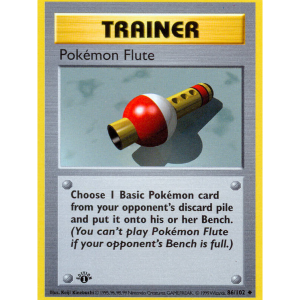 TRAINER
Pokémon Flute
Choose 1 Basic Pokémon card
from your opponent's discard
pile and put it onto his or her Bench.
(You can't play Pokémon Flute
if your opponent's Bench is full.)
86/102